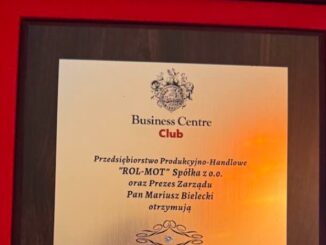 Business Centre
Club
Przedsiębiorstwo Produkcyjno-Handlowe
"ROL-MOT" Spółka z o.o.
oraz Prezes Zarządu
Pan Mariusz Bielecki
otrzymują